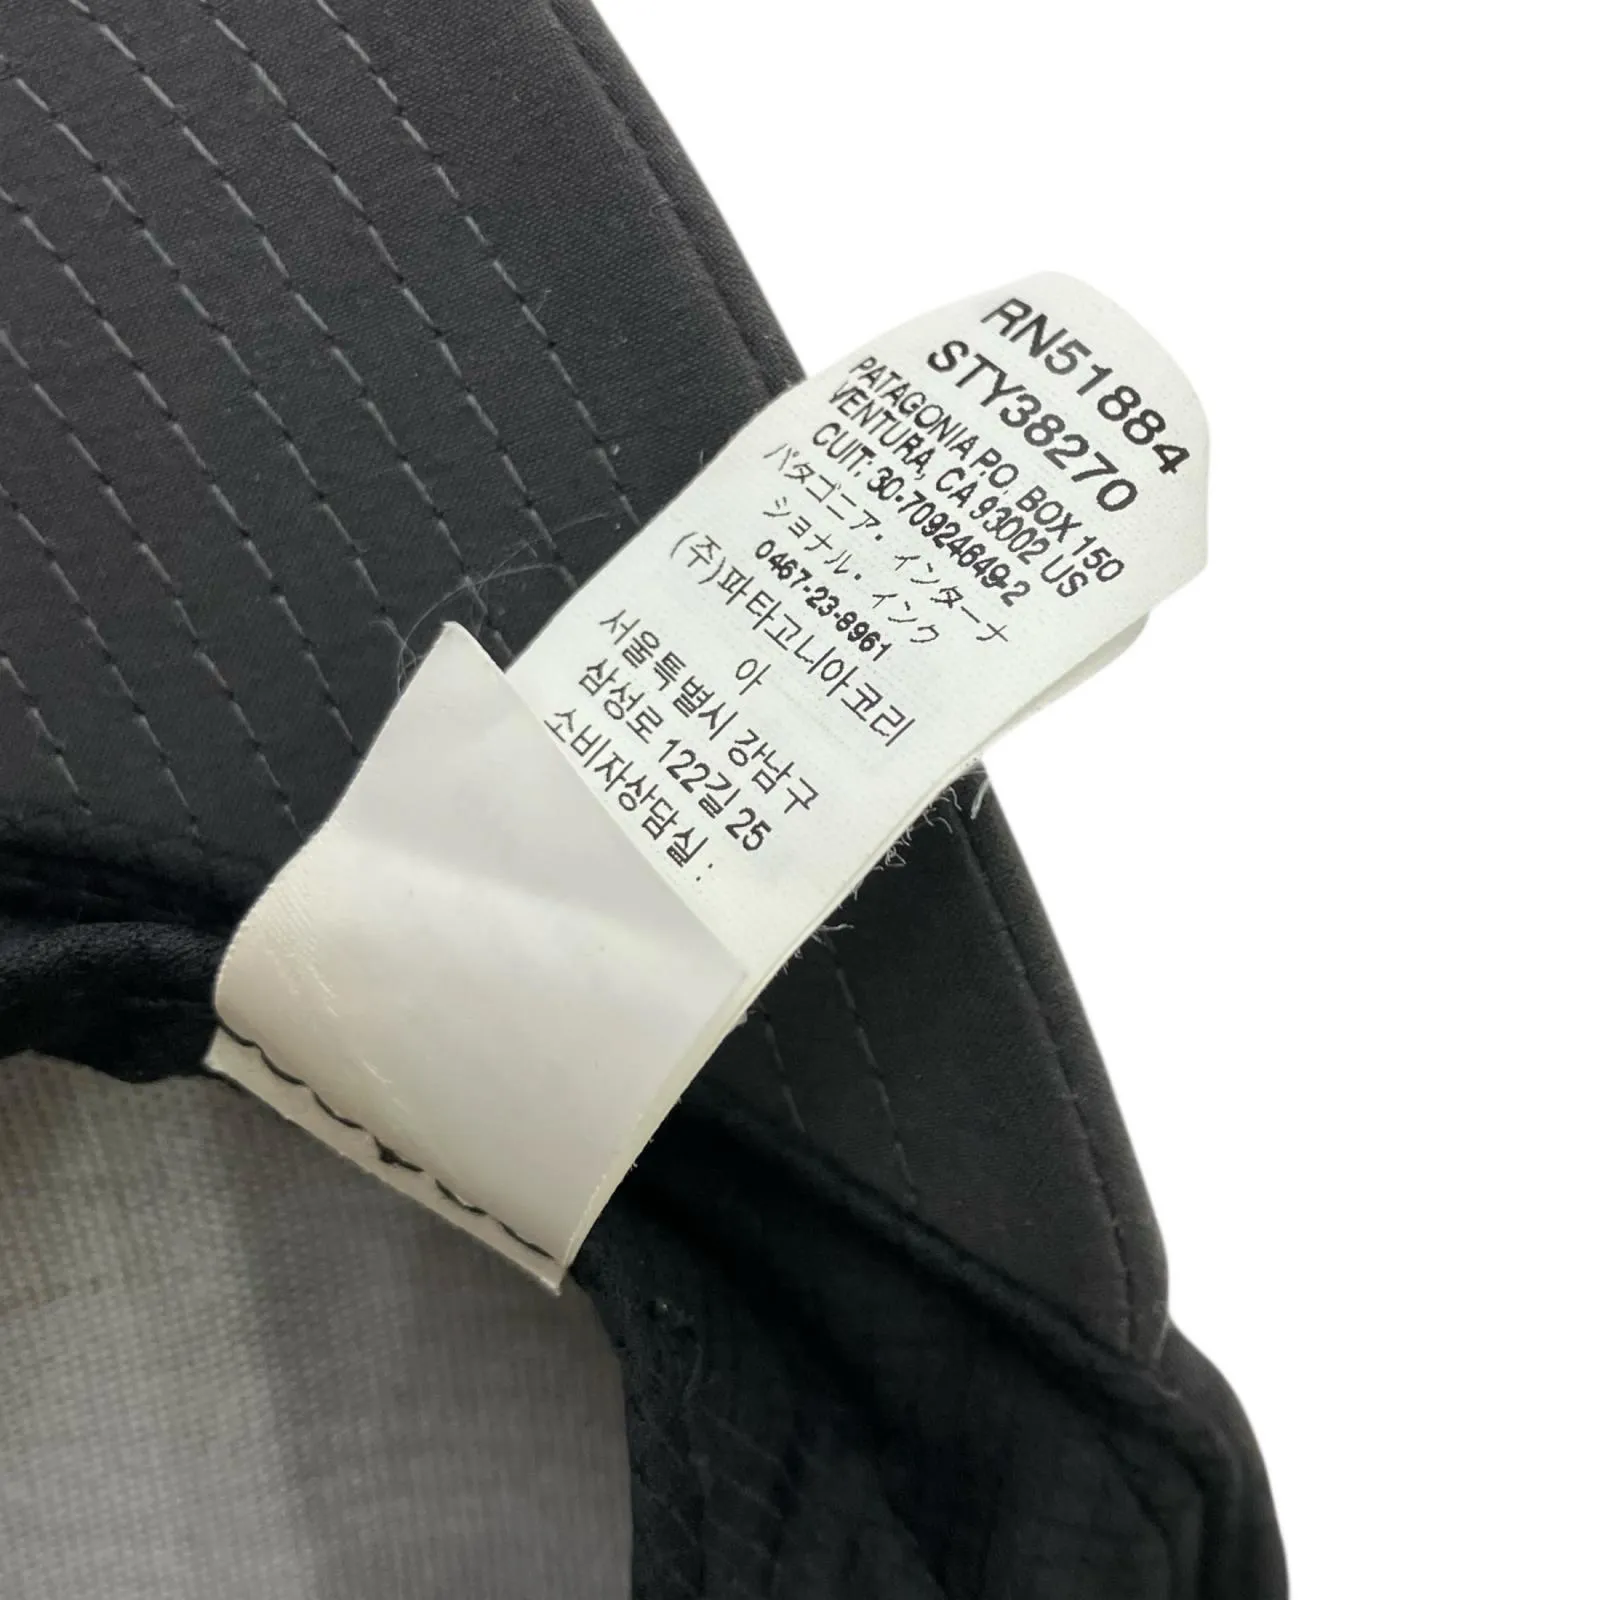 RN51884
STY38270
PATAGONIA P.O. BOX 150
VENTURA, CA 93002 US
CUIT: 30-70924649-2
パタゴニア・インターナ
ショナル・インク
0467-23-8961
(주)파타고니아코리
아
서울특별시 강남구
삼성로 122길 25
소비자상담실 :